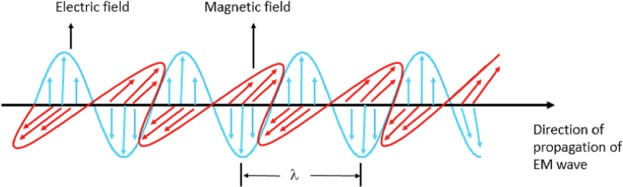 Electric field
Magnetic field
Direction of
propagation of
EM wave
λ